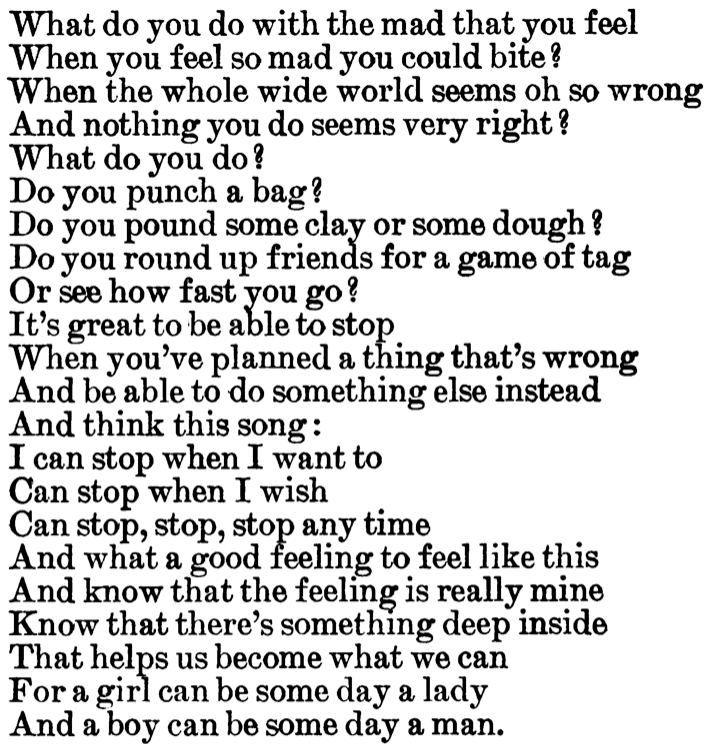 What do you do with the mad that you feel
When you feel so mad you could bite?
When the whole wide world seems oh so wrong
And nothing you do seems very right?
What do you do?
Do you punch a bag?
Do you pound some clay or some dough?
Do you round up friends for a game of tag
Or see how fast you go?
It's great to be able to stop
When you've planned a thing that's wrong
And be able to do something else instead
And think this song:
I can stop when I want to
Can stop when I wish
Can stop, stop, stop any time
And what a good feeling to feel like this
And know that the feeling is really mine
Know that there's something deep inside
That helps us become what we can
For a girl can be some day a lady
And a boy can be some day a man.